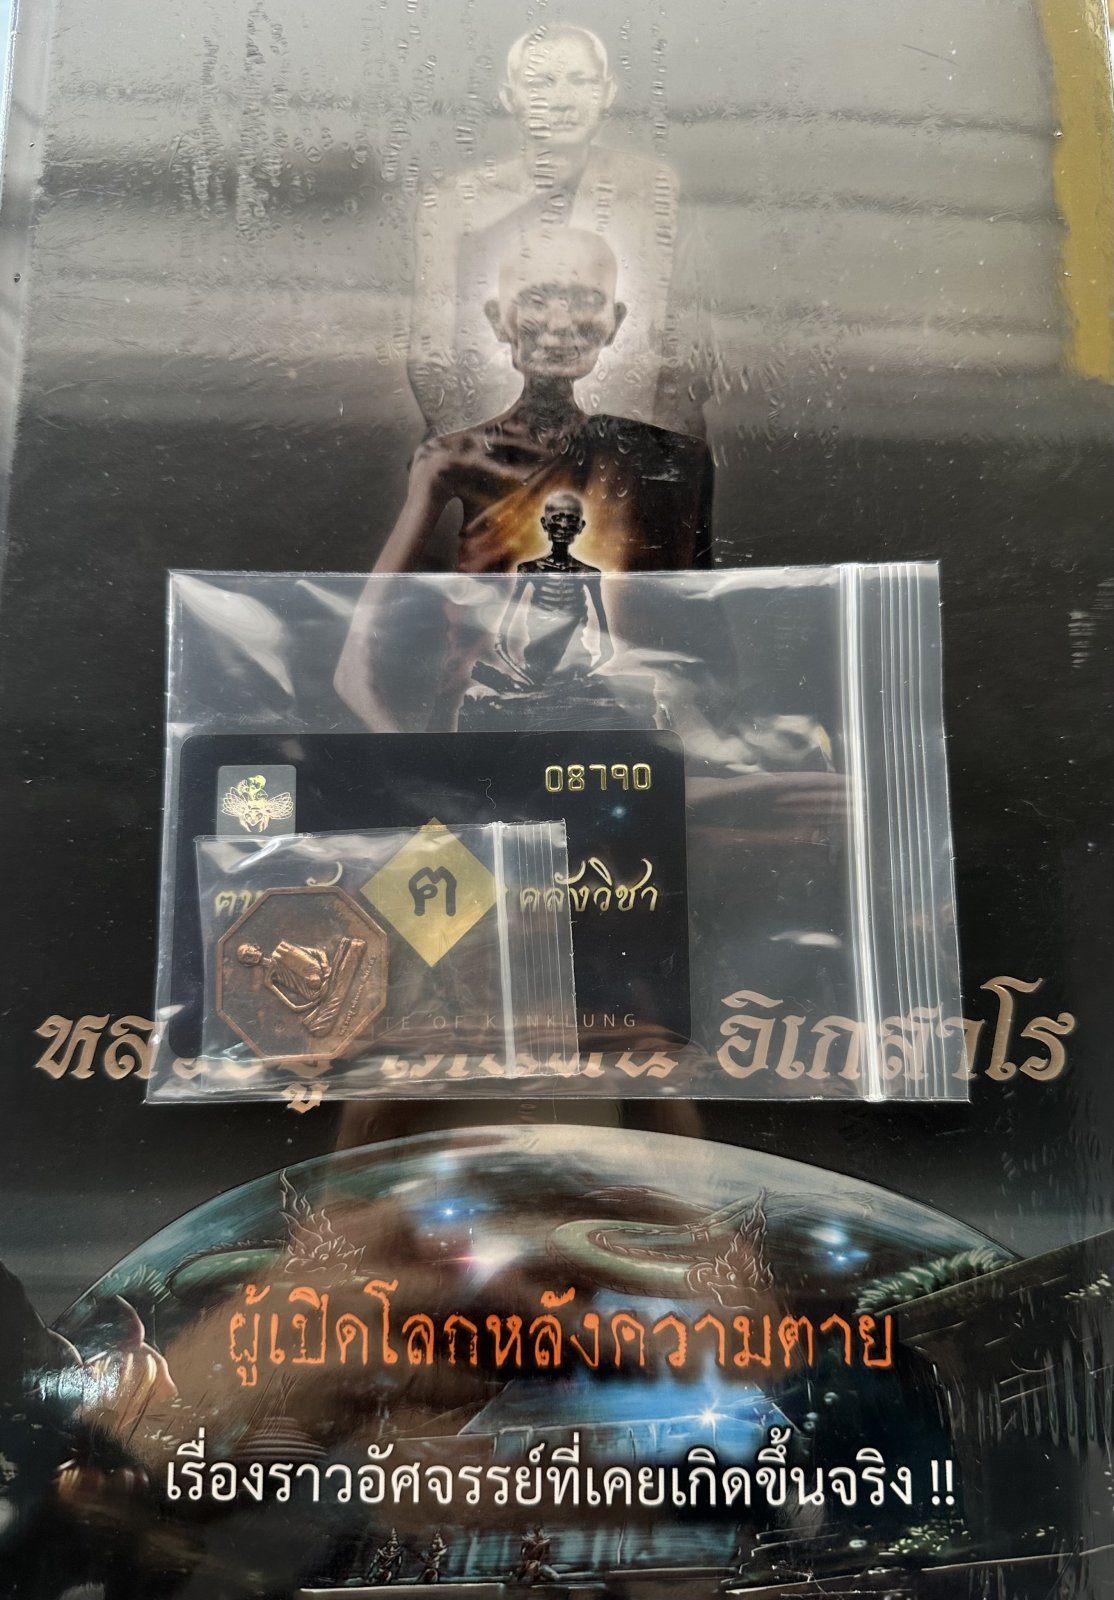 08790
ฅ
คลังวิชา
OF KUNKLUNG
อิเกสาโร
ผู้เปิดโลกหลังความตาย
เรื่องราวอัศจรรย์ที่เคยเกิดขึ้นจริง !!